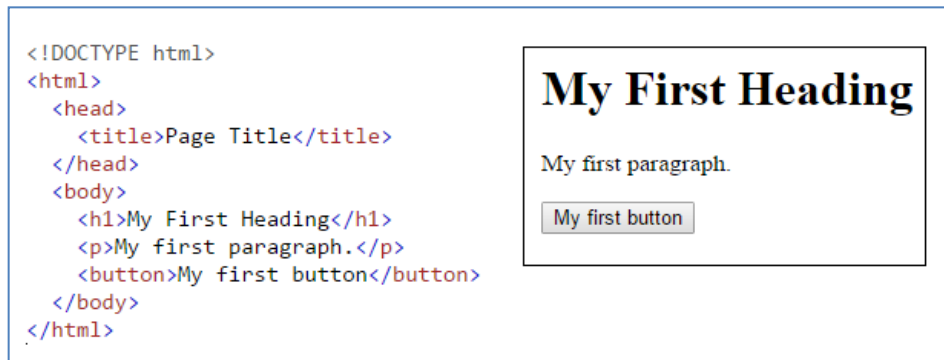 <!DOCTYPE html>
<html>
<head>
<title>Page Title</title>
</head>
<body>
<h1>My First Heading</h1>
<p>My first paragraph.</p>
<button>My first button</button>
</body>
</html>
My First Heading
My first paragraph.
My first button